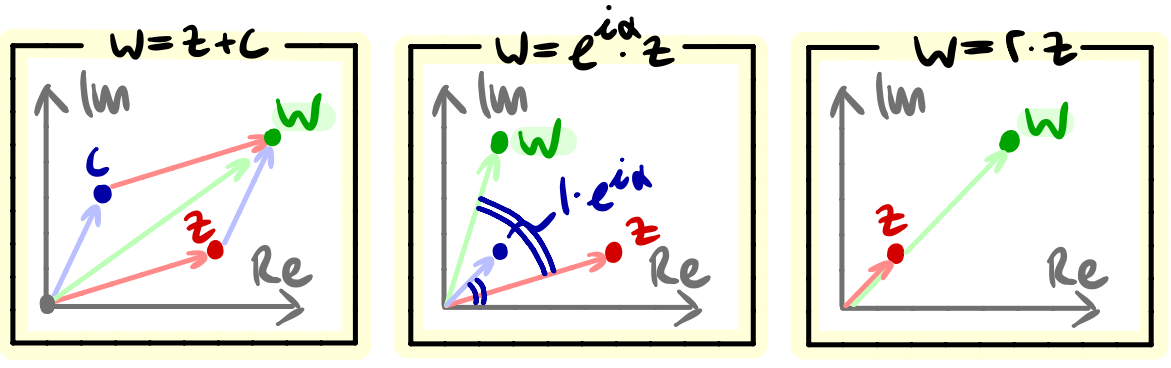 w = z + c
Im
w
c
z
Re
w = e^{iα} · z
Im
w
1 · e^{iα}
z
Re
w = r · z
Im
w
z
Re